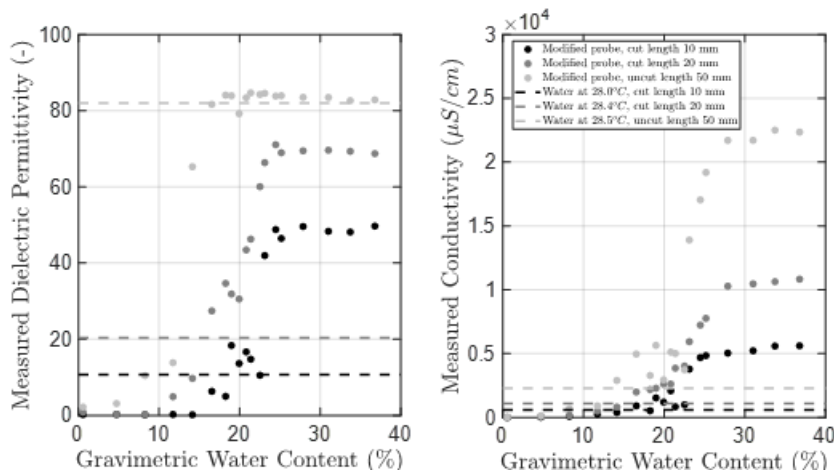 100
80
60
40
20
0
0
10
20
30
40
Measured Dielectric Permittivity (-)
Gravimetric Water Content (%)
3 × 10⁴
2.5
2
1.5
1
0.5
0
0
10
20
30
40
Measured Conductivity (μS/cm)
Gravimetric Water Content (%)
Modified probe, cut length 10 mm
Modified probe, cut length 20 mm
Modified probe, uncut length 50 mm
Water at 28.0°C, cut length 10 mm
Water at 28.4°C, cut length 20 mm
Water at 28.5°C, uncut length 50 mm